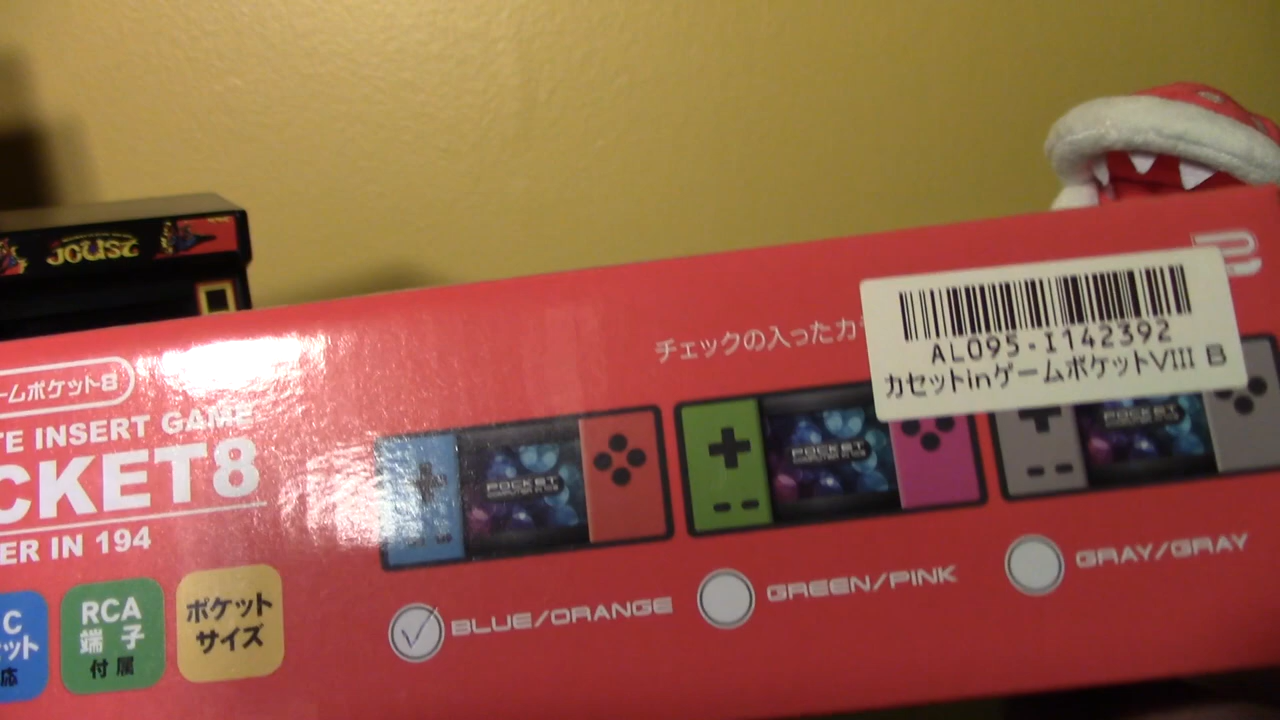 JOUST
ームポケット8
TE INSERT GAME
CKET8
ER IN 194
RCA
端子
付属
ポケット
サイズ
C
ット
応
チェックの入ったカ
AL095-I142392
カセットinゲームポケットVIII B
POCKET
POCKET
POCKET
BLUE/ORANGE
GREEN/PINK
GRAY/GRAY